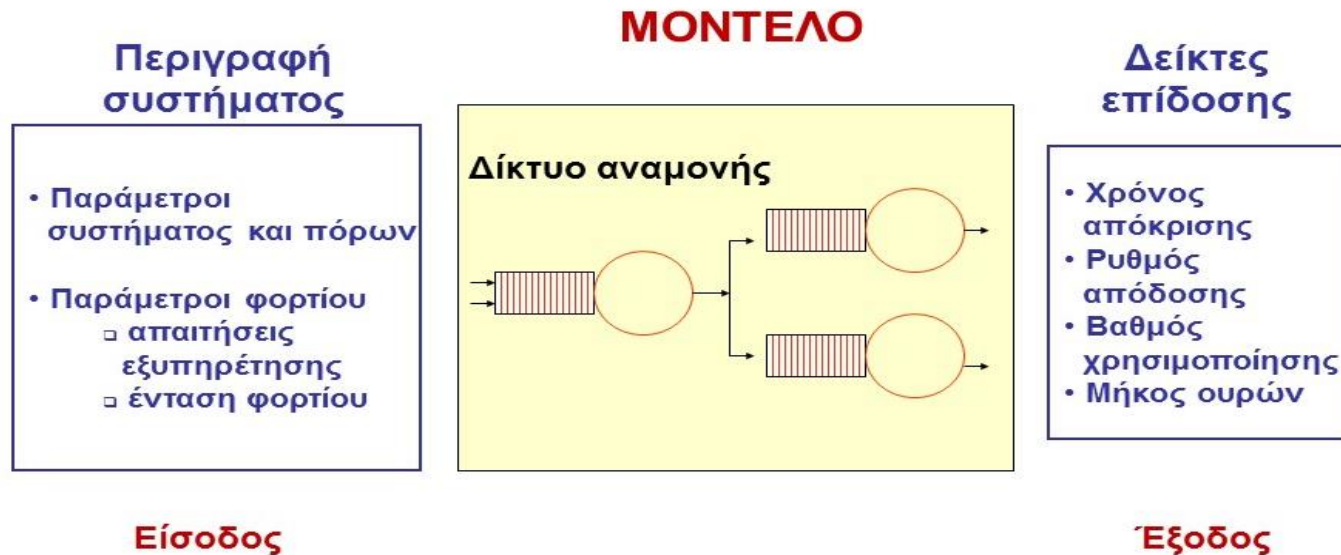 ΜΟΝΤΕΛΟ
Περιγραφή
συστήματος
• Παράμετροι
συστήματος και πόρων
• Παράμετροι φορτίου
❑ απαιτήσεις
εξυπηρέτησης
❑ ένταση φορτίου
Είσοδος
Δίκτυο αναμονής
Δείκτες
επίδοσης
• Χρόνος
απόκρισης
• Ρυθμός
απόδοσης
• Βαθμός
χρησιμοποίησης
• Μήκος ουρών
Έξοδος